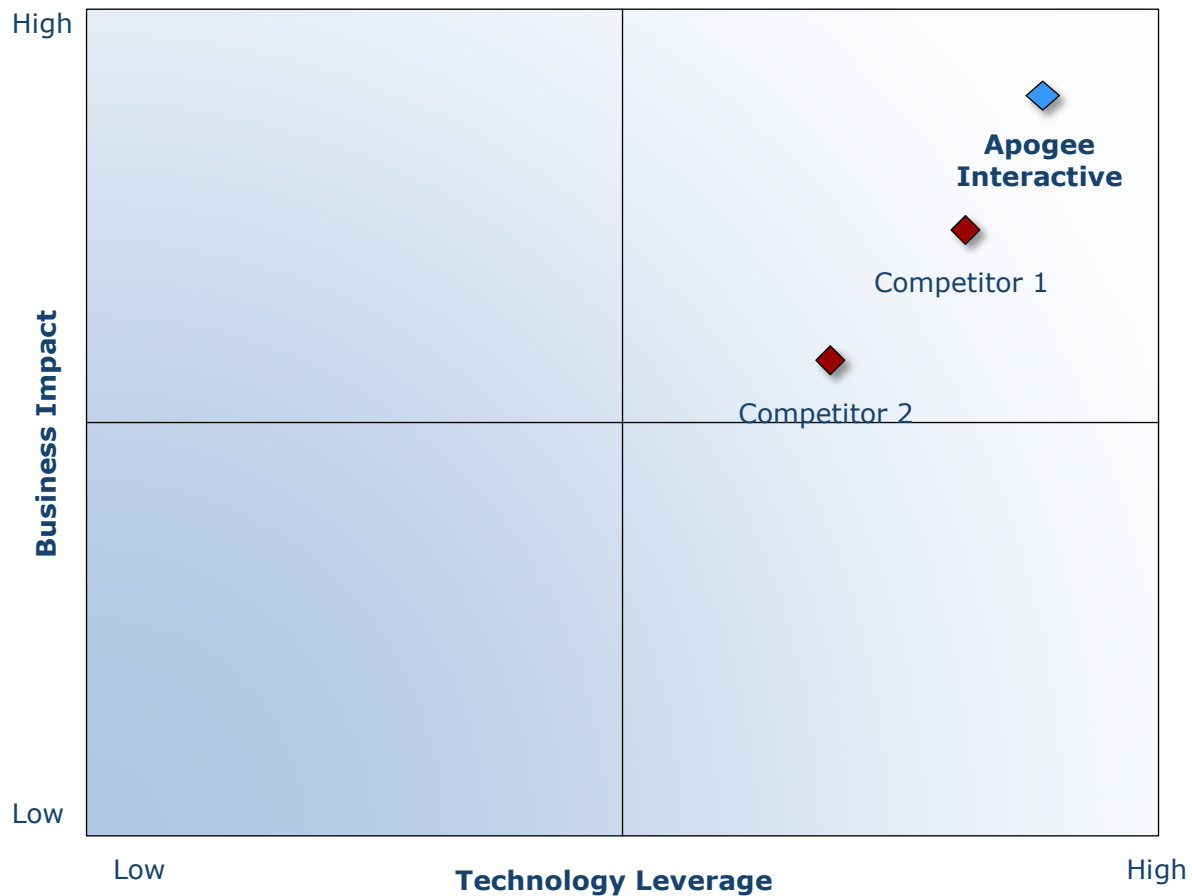 High
Apogee
Interactive
Competitor 1
Competitor 2
Business Impact
Low
Low
Technology Leverage
High